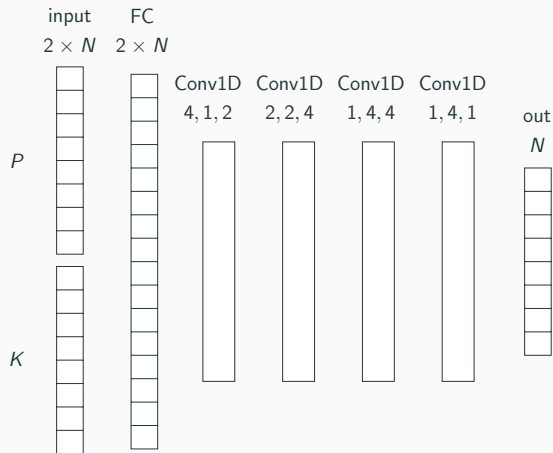 input
2 × N
FC
2 × N
Conv1D
4, 1, 2
Conv1D
2, 2, 4
Conv1D
1, 4, 4
Conv1D
1, 4, 1
out
N
P
K